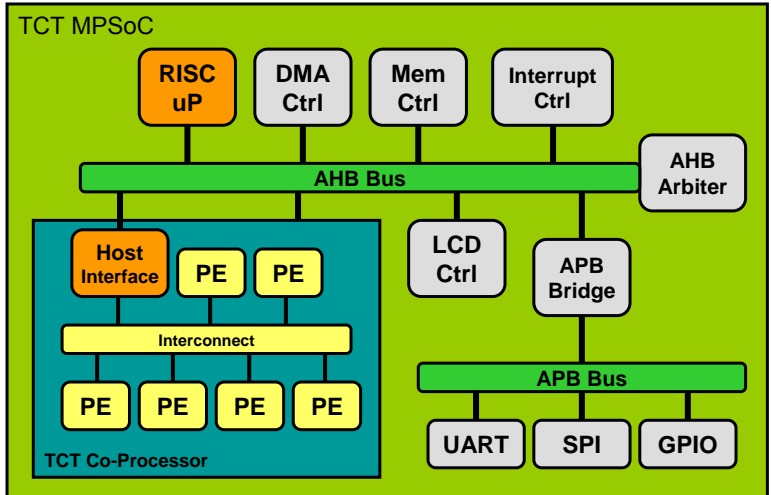 TCT MPSoC
RISC
uP
DMA
Ctrl
Mem
Ctrl
Interrupt
Ctrl
AHB Bus
AHB
Arbiter
Host
Interface
PE
PE
LCD
Ctrl
APB
Bridge
Interconnect
PE
PE
PE
PE
APB Bus
UART
SPI
GPIO
TCT Co-Processor